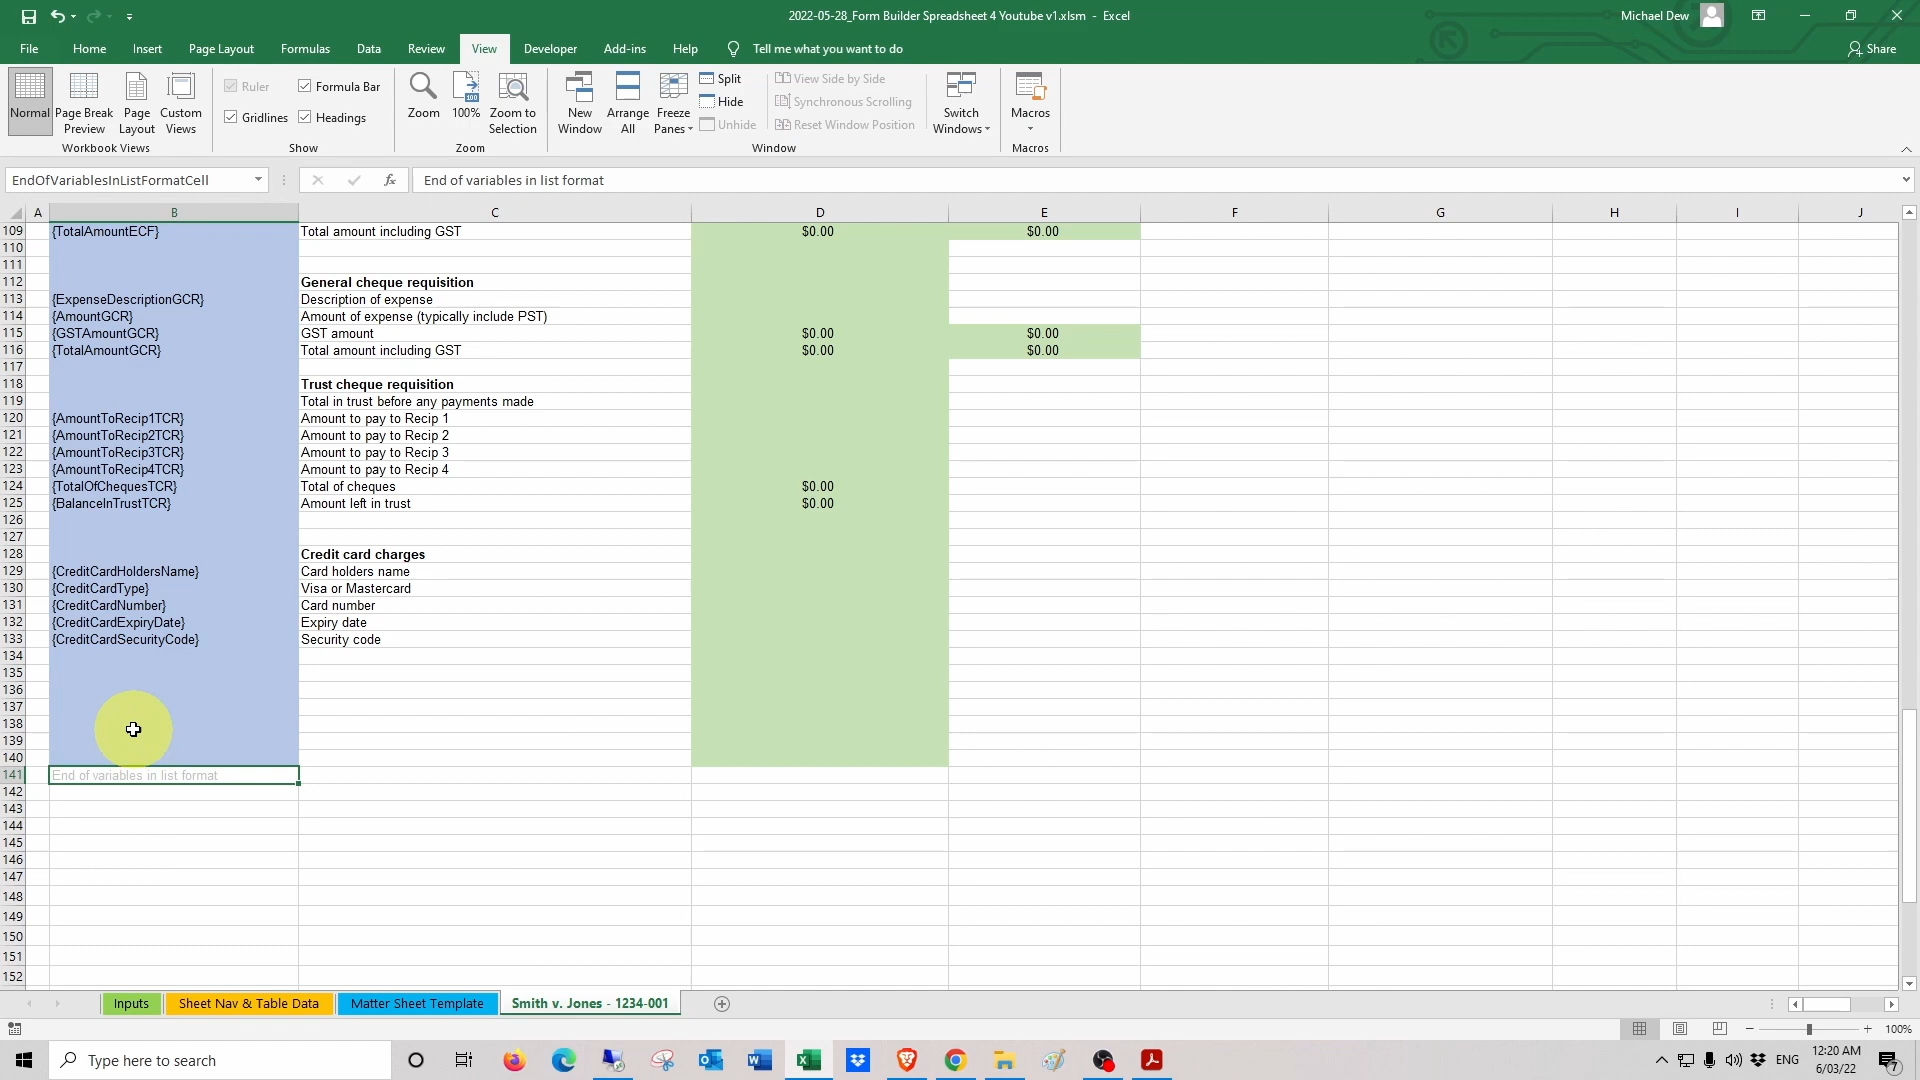 2022-05-28_Form Builder Spreadsheet 4 Youtube v1.xlsm - Excel
Michael Dew
File Home Insert Page Layout Formulas Data Review View Developer Add-ins Help Tell me what you want to do
Share
Normal
Page Break Preview
Page Layout
Custom Views
Workbook Views
Ruler
Formula Bar
Gridlines
Headings
Show
Zoom
100%
Zoom to Selection
Zoom
New Window
Arrange All
Freeze Panes
Split
Hide
Unhide
View Side by Side
Synchronous Scrolling
Reset Window Position
Window
Switch Windows
Macros
Macros
EndOfVariablesInListFormatCell
fx
End of variables in list format
A B C D E F G H I J
109 {TotalAmountECF} Total amount including GST $0.00 $0.00
110
111
112 General cheque requisition
113 {ExpenseDescriptionGCR} Description of expense
114 {AmountGCR} Amount of expense (typically include PST)
115 {GSTAmountGCR} GST amount $0.00 $0.00
116 {TotalAmountGCR} Total amount including GST $0.00 $0.00
117
118 Trust cheque requisition
119 Total in trust before any payments made
120 {AmountToRecip1TCR} Amount to pay to Recip 1
121 {AmountToRecip2TCR} Amount to pay to Recip 2
122 {AmountToRecip3TCR} Amount to pay to Recip 3
123 {AmountToRecip4TCR} Amount to pay to Recip 4
124 {TotalOfChequesTCR} Total of cheques $0.00
125 {BalanceInTrustTCR} Amount left in trust $0.00
126
127
128 Credit card charges
129 {CreditCardHoldersName} Card holders name
130 {CreditCardType} Visa or Mastercard
131 {CreditCardNumber} Card number
132 {CreditCardExpiryDate} Expiry date
133 {CreditCardSecurityCode} Security code
134
135
136
137
138
139
140
141 End of variables in list format
142
143
144
145
146
147
148
149
150
151
152
Inputs Sheet Nav & Table Data Matter Sheet Template Smith v. Jones - 1234-001
100%
Type here to search
ENG
12:20 AM
6/03/22
7